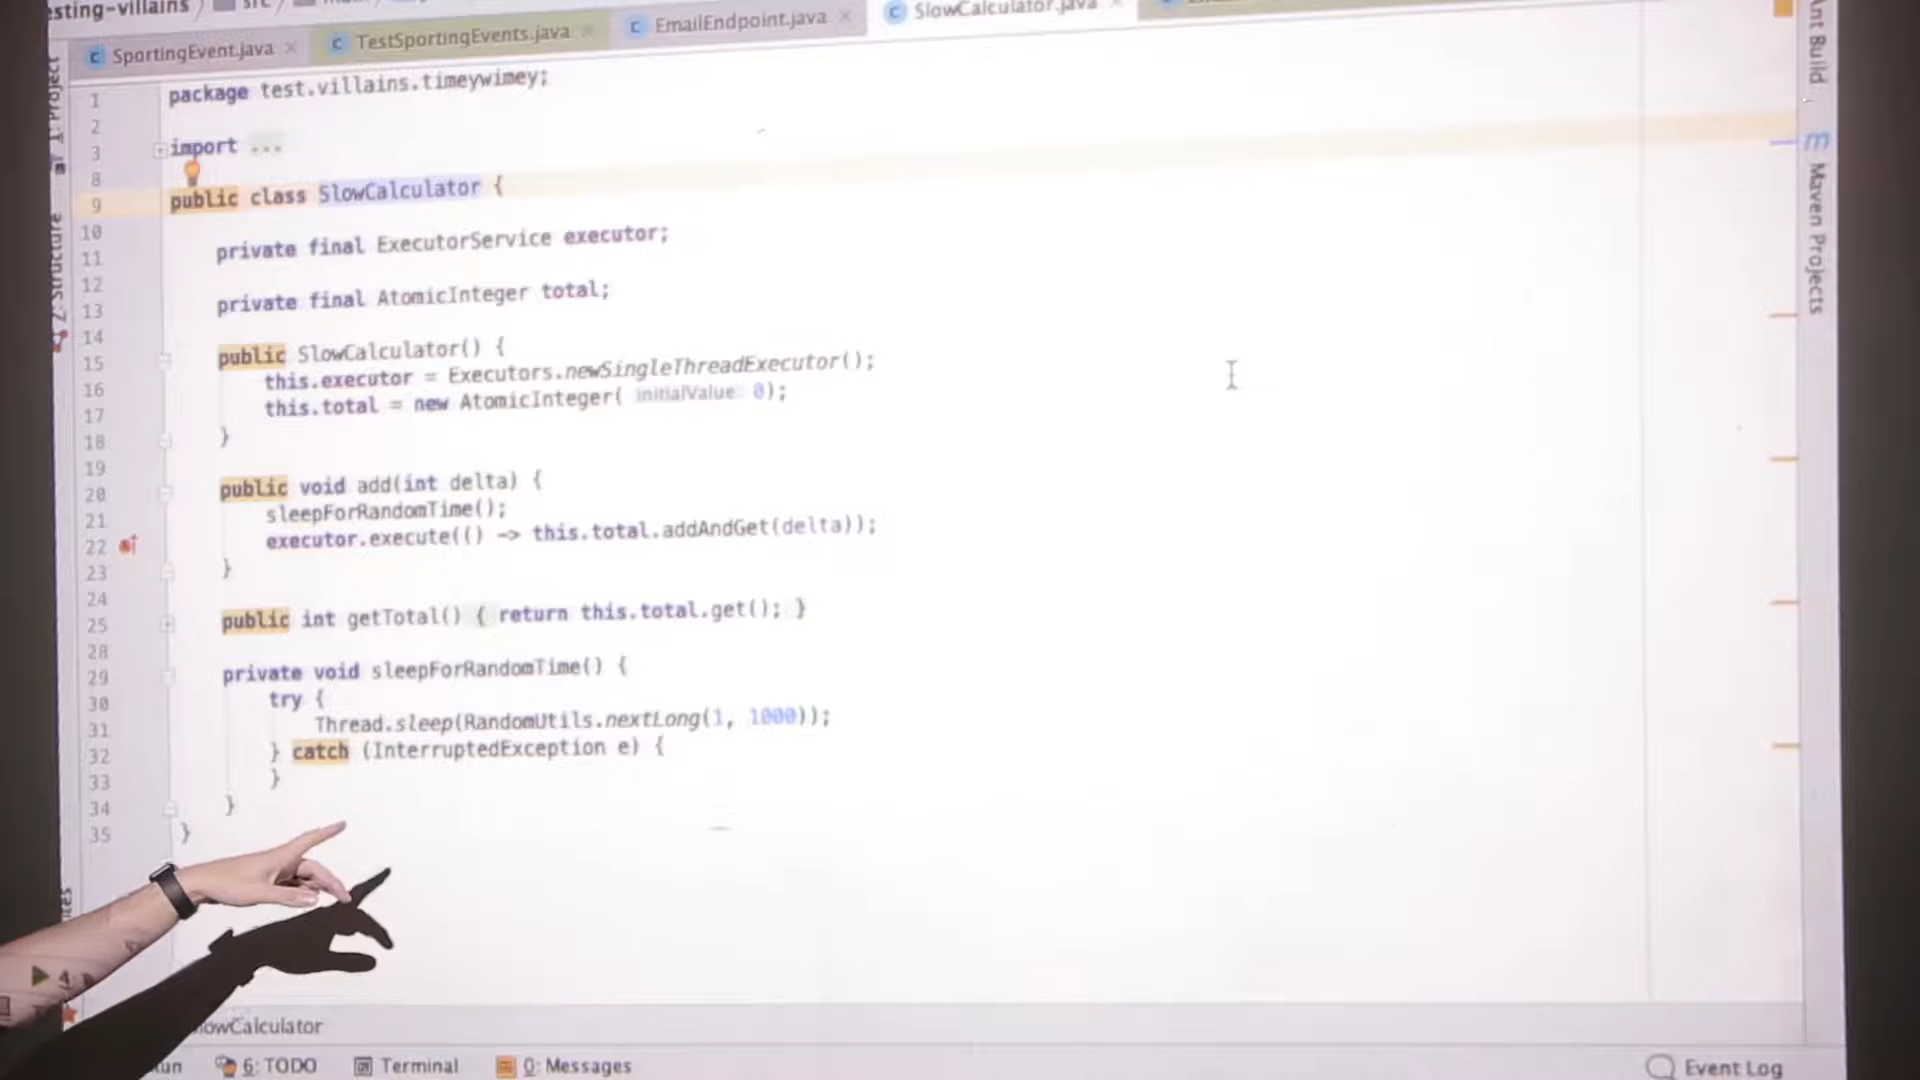 sting-villains
SportingEvent.java
TestSportingEvents.java
EmailEndpoint.java
SlowCalculator.java
1: Project
2: Structure
Ant Build
Maven Projects
1 package test.villains.timeywimey;
2
3 import ...
8
9 public class SlowCalculator {
10
11 private final ExecutorService executor;
12
13 private final AtomicInteger total;
14
15 public SlowCalculator() {
16 this.executor = Executors.newSingleThreadExecutor();
17 this.total = new AtomicInteger( initialValue: 0);
18 }
19
20 public void add(int delta) {
21 sleepForRandomTime();
22 executor.execute(() -> this.total.addAndGet(delta));
23 }
24
25 public int getTotal() { return this.total.get(); }
28
29 private void sleepForRandomTime() {
30 try {
31 Thread.sleep(RandomUtils.nextLong(1, 1000));
32 } catch (InterruptedException e) {
33 }
34 }
35 }
owCalculator
un
6: TODO
Terminal
0: Messages
Event Log